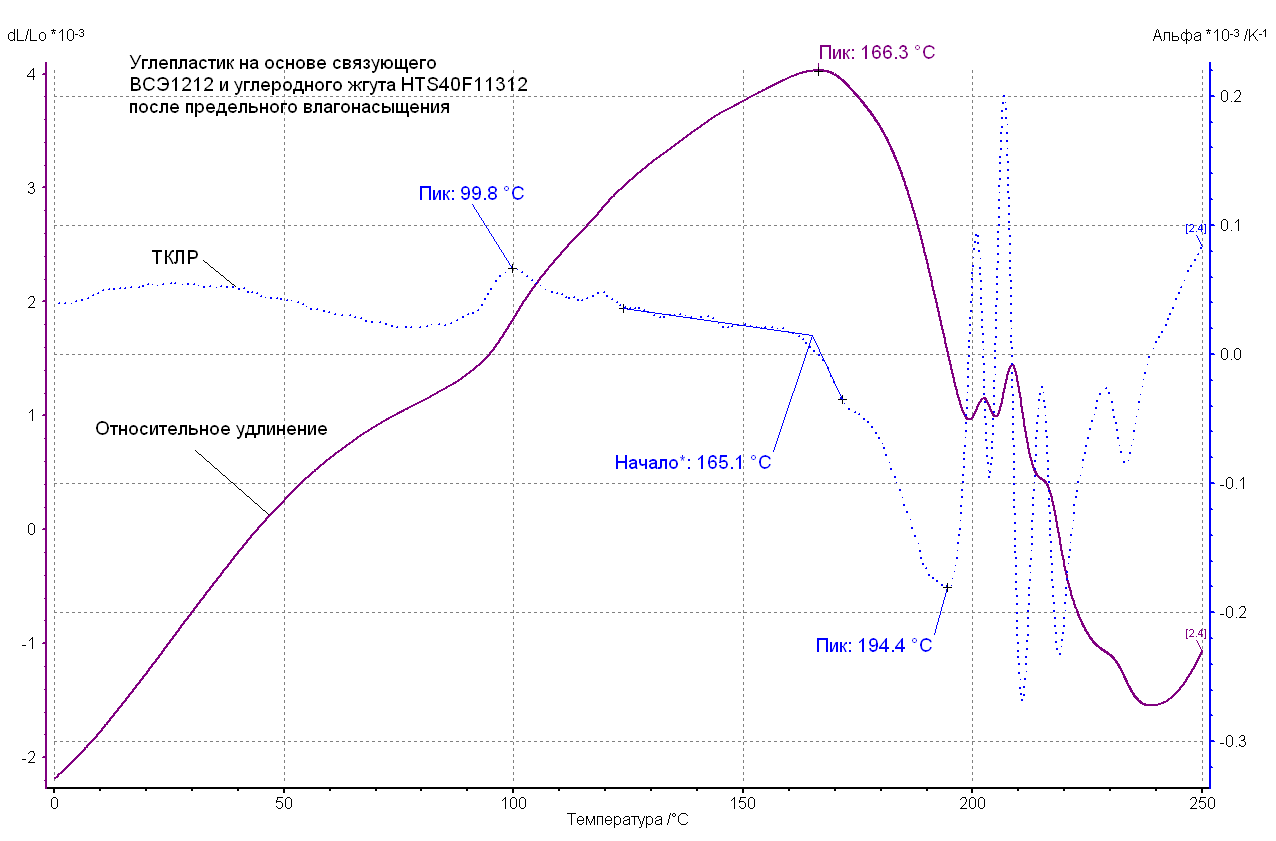 dL/Lo *10⁻³
Альфа *10⁻³ /K⁻¹
Углепластик на основе связующего
ВСЭ1212 и углеродного жгута HTS40F11312
после предельного влагонасыщения
Пик: 166.3 °C
Пик: 99.8 °C
ТКЛР
Относительное удлинение
Начало*: 165.1 °C
Пик: 194.4 °C
[2.4]
[2.4]
4
3
2
1
0
-1
-2
0.2
0.1
0.0
-0.1
-0.2
-0.3
0
50
100
150
200
250
Температура /°C